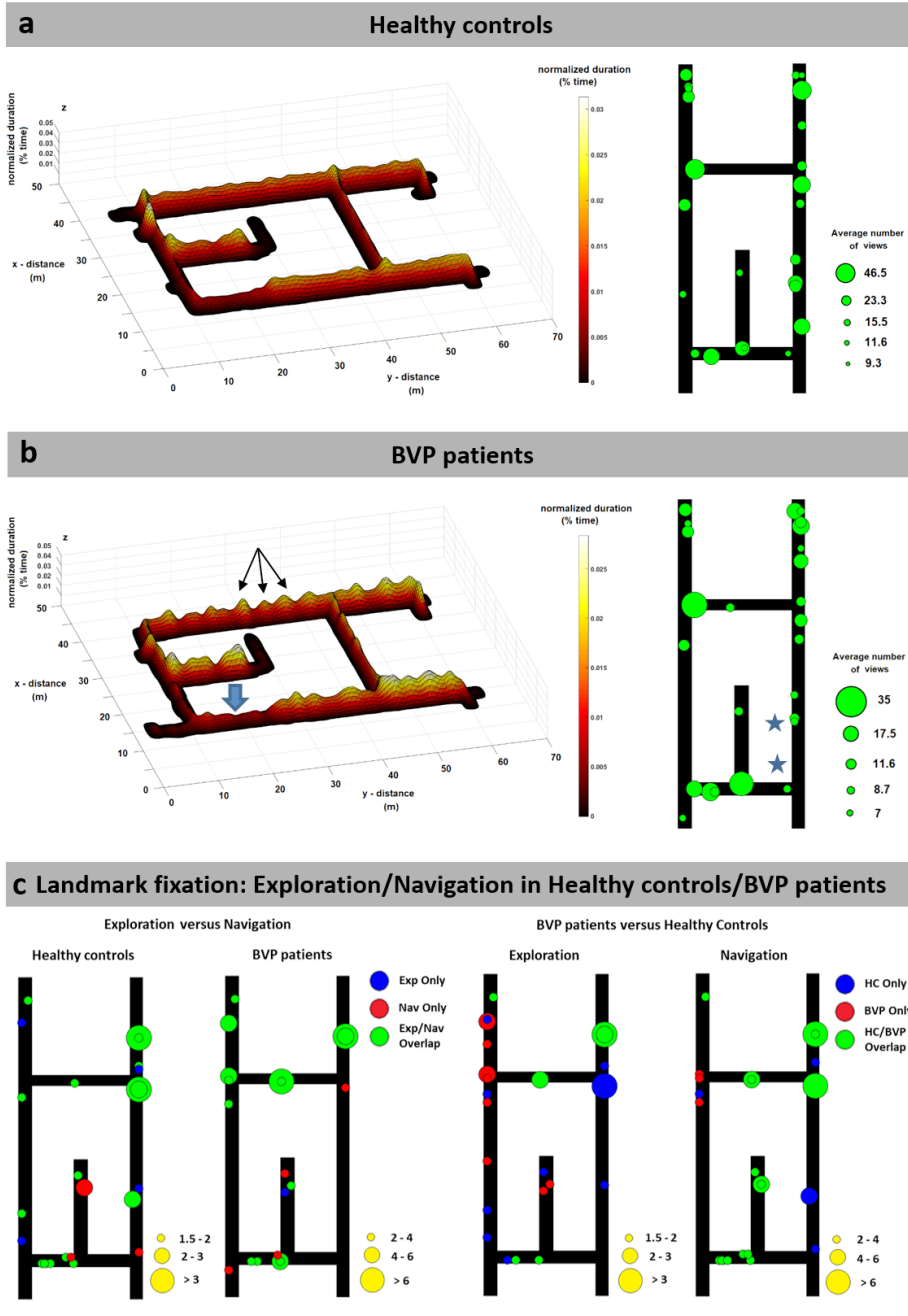 a
Healthy controls
normalized duration
(% time)
z
0.05
0.04
0.03
0.02
0.01
50
40
30
20
10
0
x - distance
(m)
0
10
20
30
40
50
60
70
y - distance
(m)
normalized duration
(% time)
0.03
0.025
0.02
0.015
0.01
0.005
0
Average number
of views
46.5
23.3
15.5
11.6
9.3
b
BVP patients
normalized duration
(% time)
z
0.05
0.04
0.03
0.02
0.01
50
40
30
20
10
0
x - distance
(m)
0
10
20
30
40
50
60
70
y - distance
(m)
normalized duration
(% time)
0.025
0.02
0.015
0.01
0.005
0
Average number
of views
35
17.5
11.6
8.7
7
c Landmark fixation: Exploration/Navigation in Healthy controls/BVP patients
Exploration versus Navigation
Healthy controls
BVP patients
Exp Only
Nav Only
Exp/Nav
Overlap
1.5 - 2
2 - 3
> 3
BVP patients versus Healthy Controls
Exploration
Navigation
HC Only
BVP Only
HC/BVP
Overlap
2 - 4
4 - 6
> 6
1.5 - 2
2 - 3
> 3
2 - 4
4 - 6
> 6